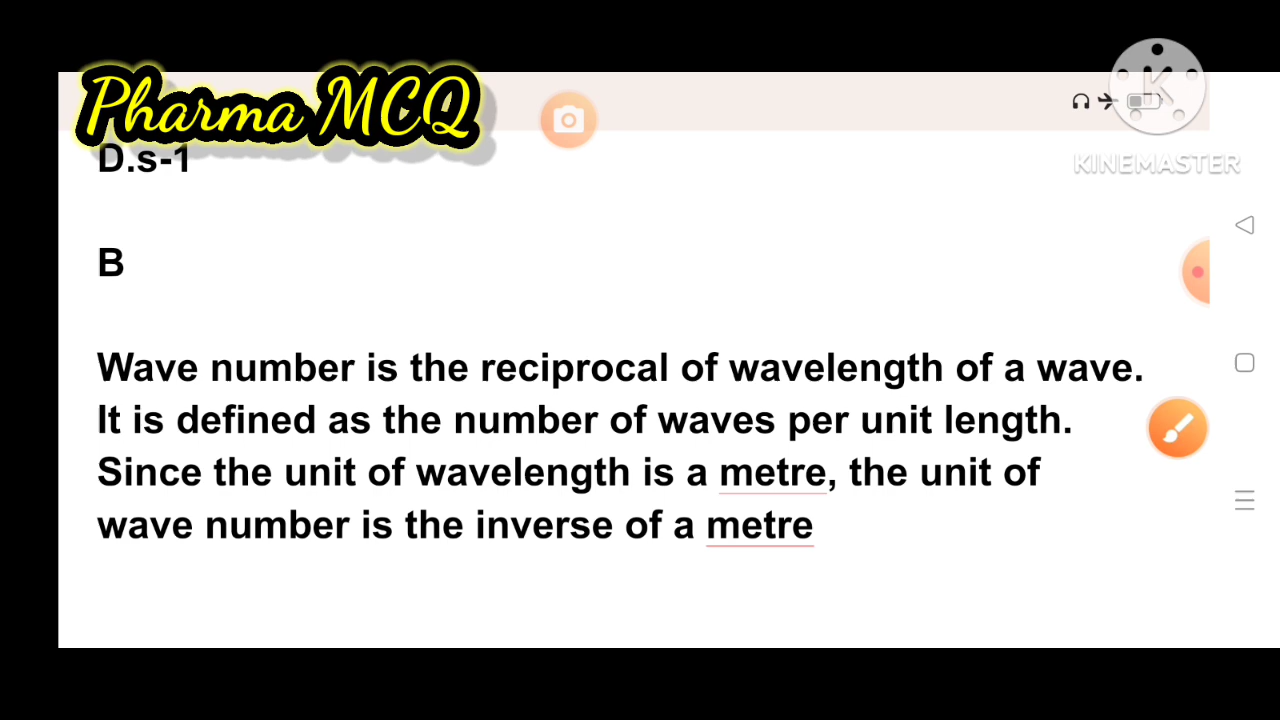 Pharma MCQ
KINEMASTER
D.s-1
B
Wave number is the reciprocal of wavelength of a wave.
It is defined as the number of waves per unit length.
Since the unit of wavelength is a metre, the unit of
wave number is the inverse of a metre